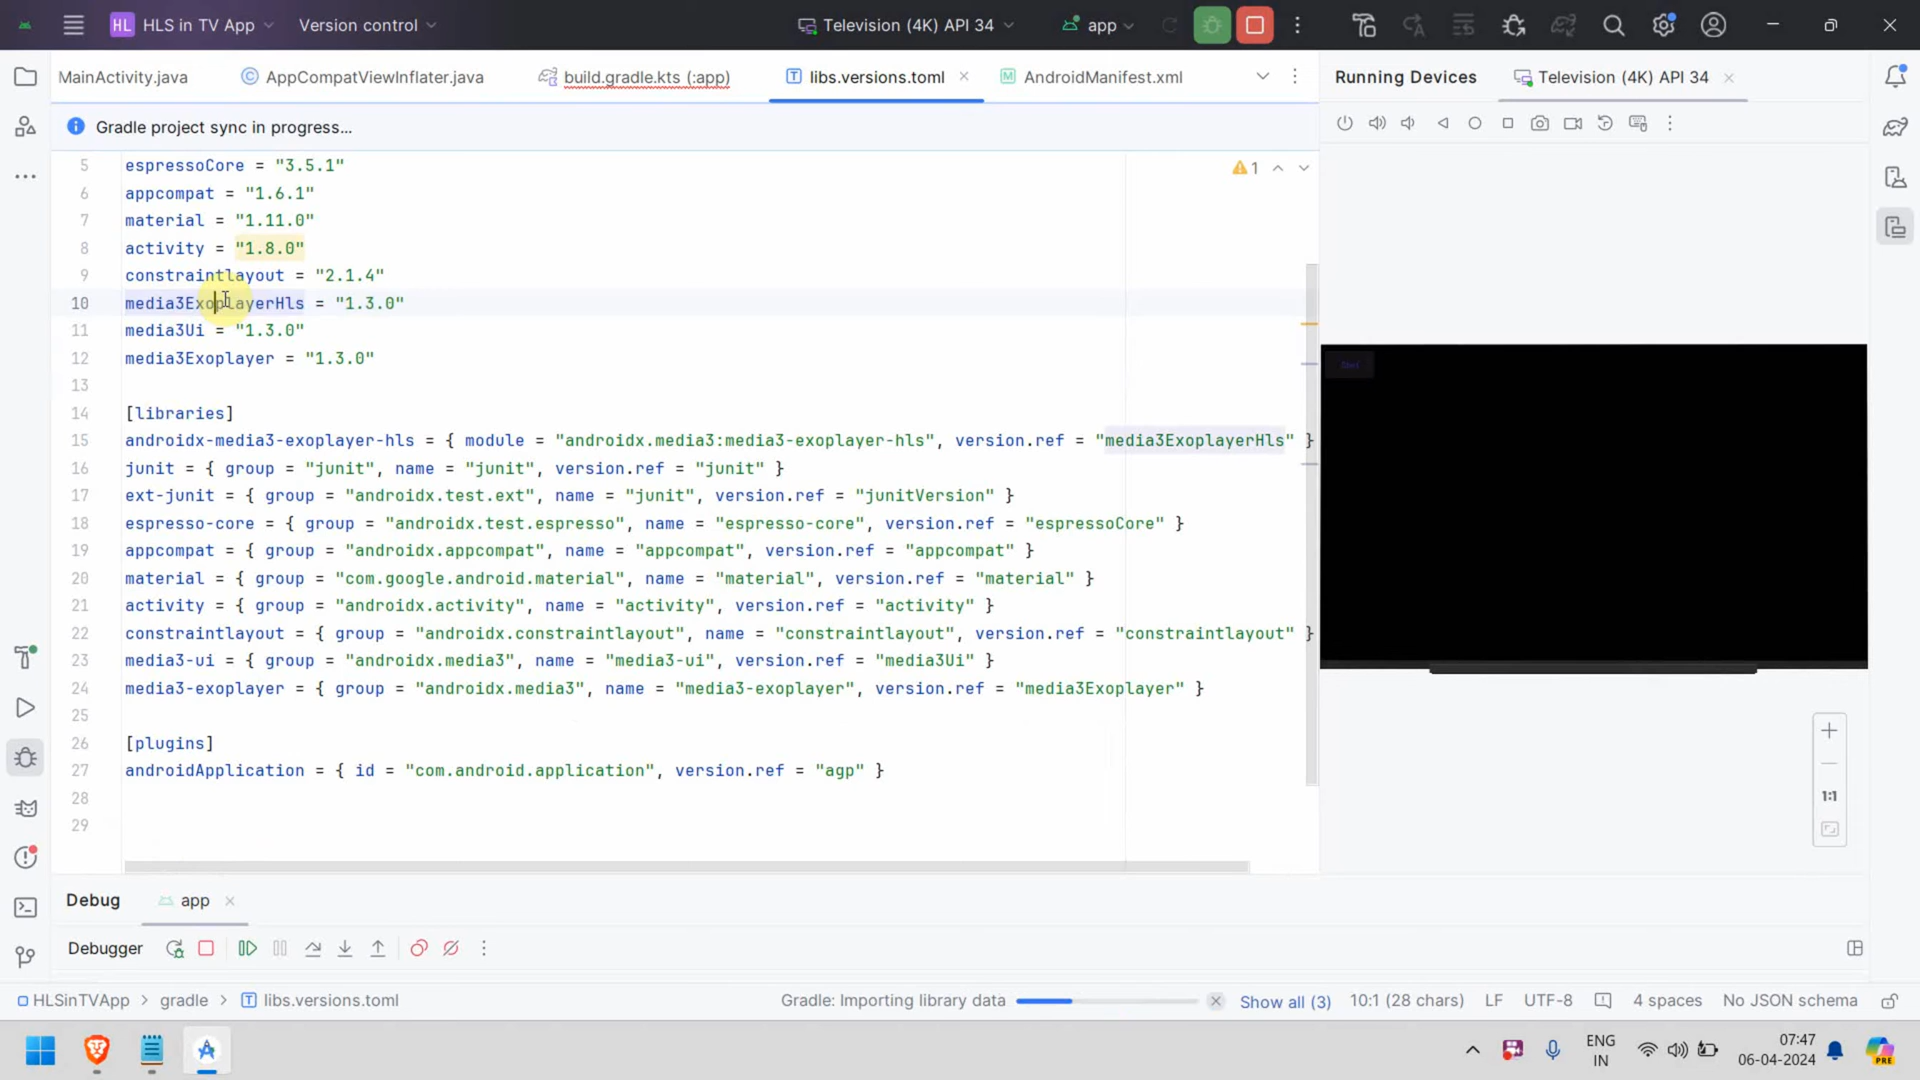 HL HLS in TV App Version control Television (4K) API 34 app
MainActivity.java AppCompatViewInflater.java build.gradle.kts (:app) libs.versions.toml AndroidManifest.xml Running Devices Television (4K) API 34
Gradle project sync in progress...
5 espressoCore = "3.5.1" 1
6 appcompat = "1.6.1"
7 material = "1.11.0"
8 activity = "1.8.0"
9 constraintlayout = "2.1.4"
10 media3ExoplayerHls = "1.3.0"
11 media3Ui = "1.3.0"
12 media3Exoplayer = "1.3.0"
13
14 [libraries]
15 androidx-media3-exoplayer-hls = { module = "androidx.media3:media3-exoplayer-hls", version.ref = "media3ExoplayerHls" }
16 junit = { group = "junit", name = "junit", version.ref = "junit" }
17 ext-junit = { group = "androidx.test.ext", name = "junit", version.ref = "junitVersion" }
18 espresso-core = { group = "androidx.test.espresso", name = "espresso-core", version.ref = "espressoCore" }
19 appcompat = { group = "androidx.appcompat", name = "appcompat", version.ref = "appcompat" }
20 material = { group = "com.google.android.material", name = "material", version.ref = "material" }
21 activity = { group = "androidx.activity", name = "activity", version.ref = "activity" }
22 constraintlayout = { group = "androidx.constraintlayout", name = "constraintlayout", version.ref = "constraintlayout" }
23 media3-ui = { group = "androidx.media3", name = "media3-ui", version.ref = "media3Ui" }
24 media3-exoplayer = { group = "androidx.media3", name = "media3-exoplayer", version.ref = "media3Exoplayer" }
25
26 [plugins]
27 androidApplication = { id = "com.android.application", version.ref = "agp" }
28
29
1:1
Debug app
Debugger
HLSinTVApp > gradle > libs.versions.toml Gradle: Importing library data Show all (3) 10:1 (28 chars) LF UTF-8 4 spaces No JSON schema
ENG
IN
07:47
06-04-2024
PRE